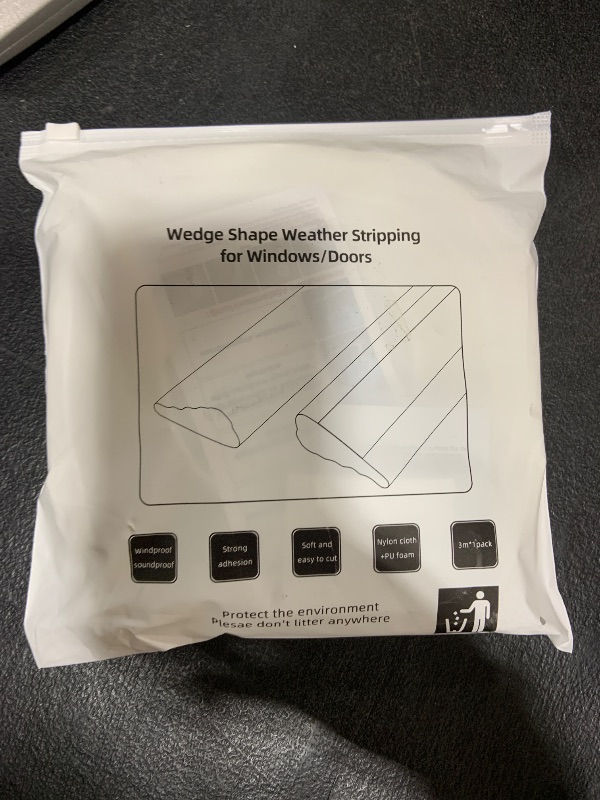 Wedge Shape Weather Stripping
for Windows/Doors
Windproof
soundproof
Strong
adhesion
Soft and
easy to cut
Nylon cloth
+PU foam
3m*1pack
Protect the environment
Plesae don't litter anywhere